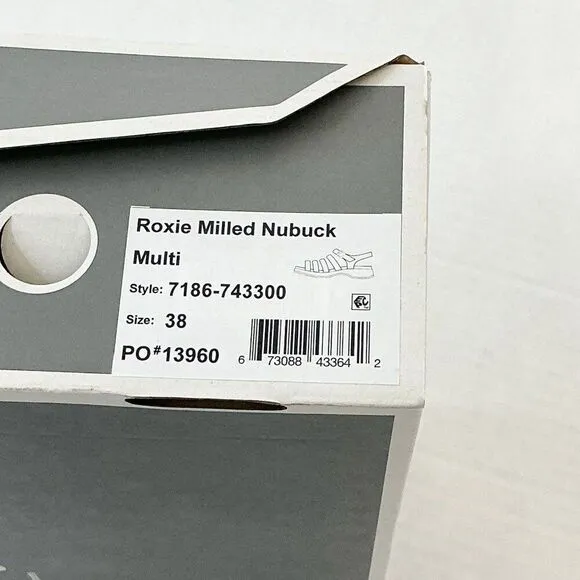 Roxie Milled Nubuck
Multi
Style: 7186-743300
Size: 38
PO#13960
6 73088 43364 2